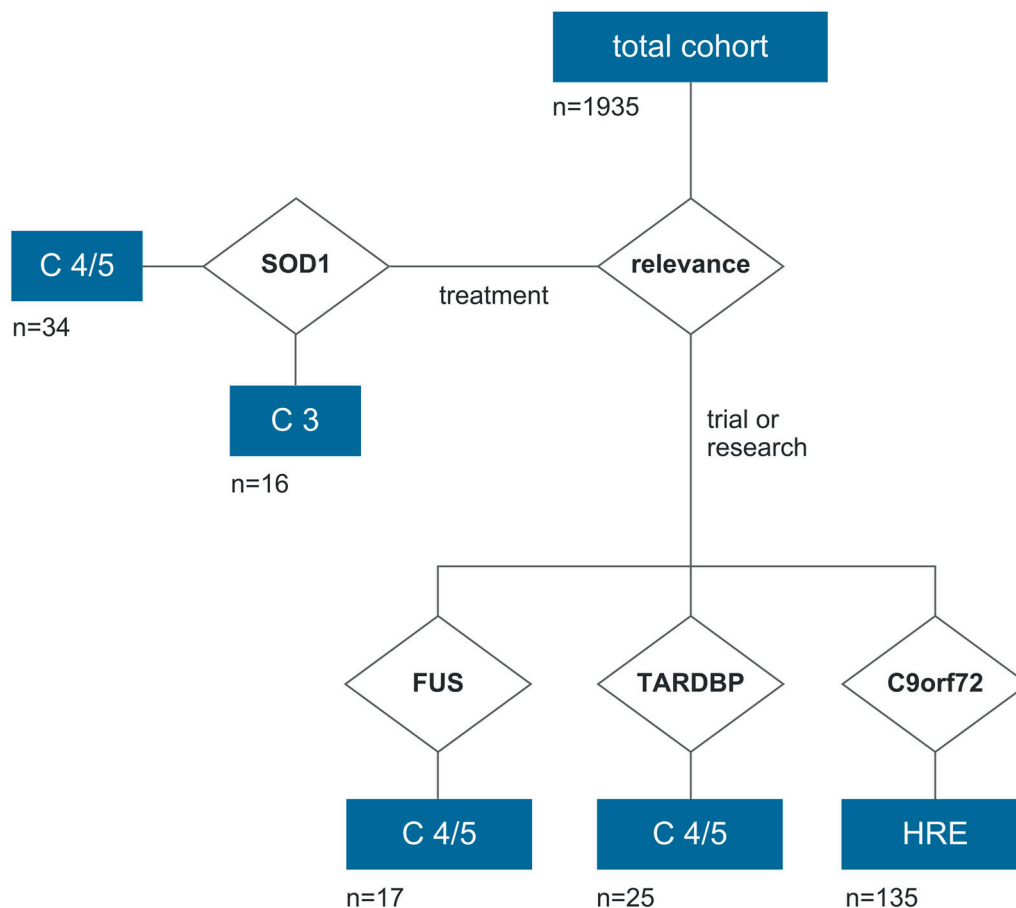 total cohort
n=1935
C 4/5
SOD1
relevance
treatment
n=34
C 3
n=16
trial or
research
FUS
TARDBP
C9orf72
C 4/5
C 4/5
HRE
n=17
n=25
n=135